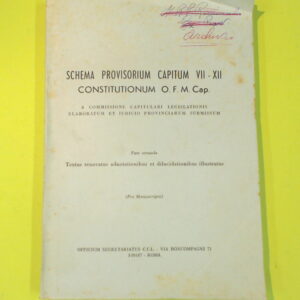 Archivio
SCHEMA PROVISORIUM CAPITUM VII - XII
CONSTITUTIONUM O. F. M Cap.
A COMMISSIONE CAPITULARI LEGISLATIONIS
ELABORATUM ET IUDICIO PROVINCIARUM SUBMISSUM
Pars secunda
Textus renovatus adnotationibus et dilucidationibus illustratus
(Pro Manuscripto)
OFFICIUM SECRETARIATUS C.C.L. - VIA BONCOMPAGNI 71
I-00187 - ROMA